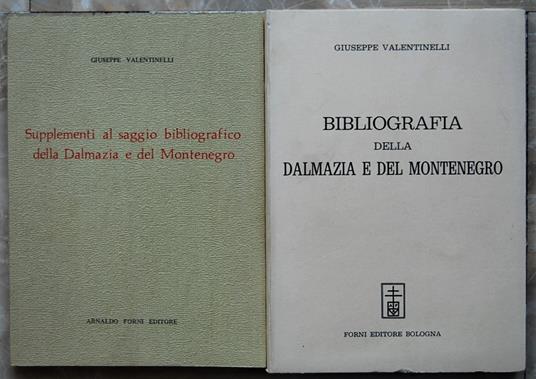 GIUSEPPE VALENTINELLI
Supplementi al saggio bibliografico
della Dalmazia e del Montenegro
ARNALDO FORNI EDITORE
GIUSEPPE VALENTINELLI
BIBLIOGRAFIA
DELLA
DALMAZIA E DEL MONTENEGRO
FORNI EDITORE BOLOGNA